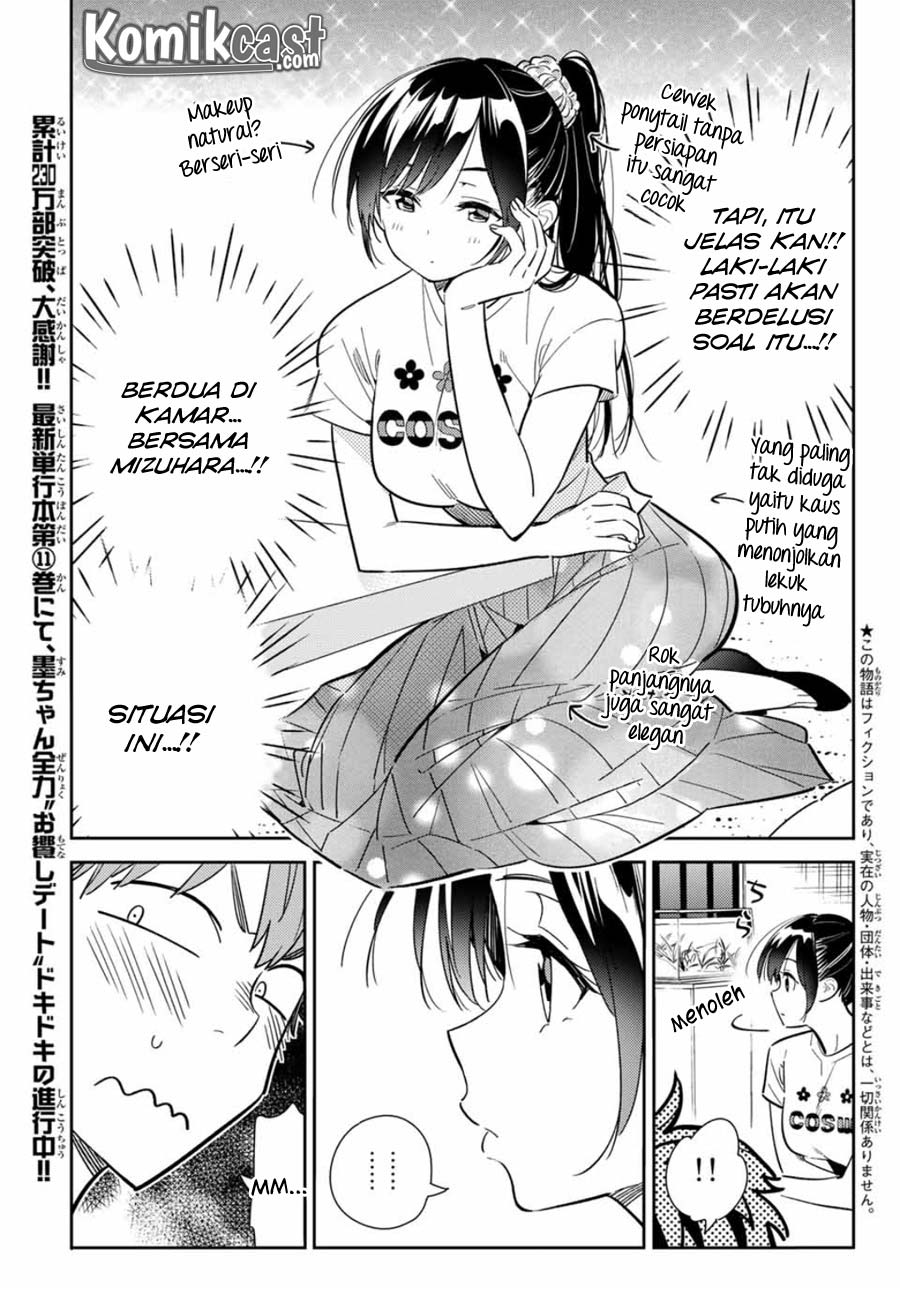 Komikcast
.com
Cewek
ponytail tanpa
persiapan
itu sangat
cocok
Makeup
natural?
Berseri-seri
TAPI, ITU
JELAS KAN!!
LAKI-LAKI
PASTI AKAN
BERDELUSI
SOAL ITU...!!
BERDUA DI
KAMAR...
BERSAMA
MIZUHARA...!!
COS
Yang paling
tak diduga
yaitu kaus
putih yang
menonjolkan
lekuk
tubuhnya
Rok
panjangnya
juga sangat
elegan
SITUASI
INI...!!
Menoleh
COSM
!!
MM...
累計230万部突破、大感謝!! 最新単行本第⑪巻にて、墨ちゃん全力"お饗しデート"ドキドキの進行中!!
★この物語はフィクションであり、実在の人物・団体・出来事などとは、一切関係ありません。